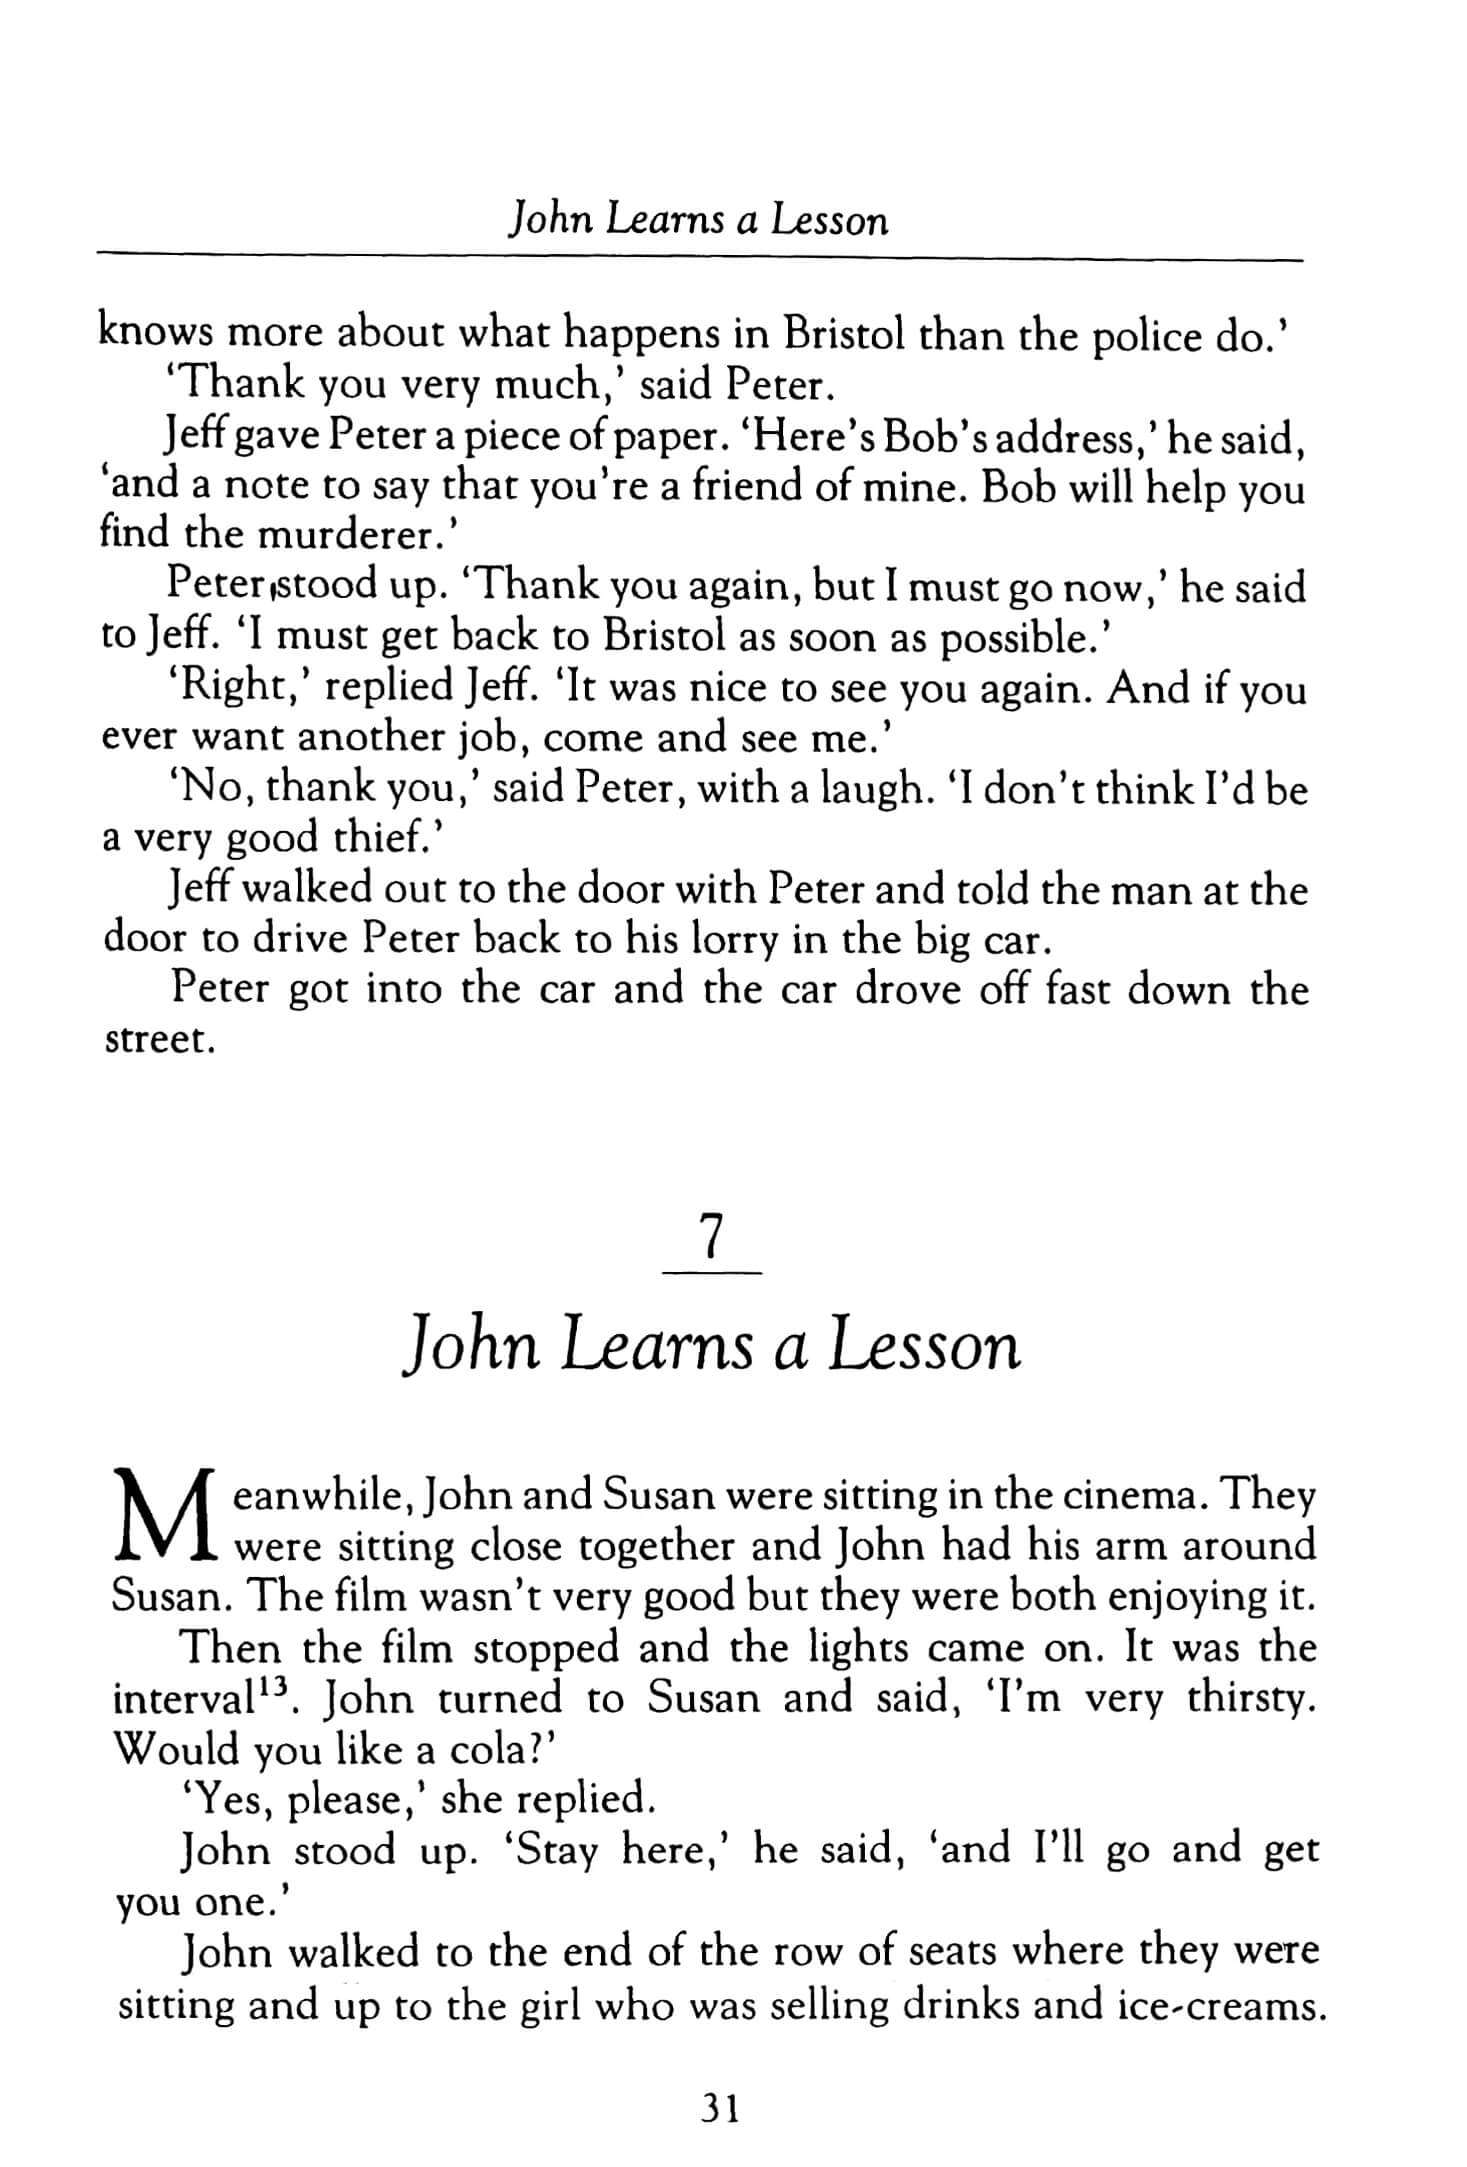 John Learns a Lesson
knows more about what happens in Bristol than the police do.’
‘Thank you very much,’ said Peter.
Jeff gave Peter a piece of paper. ‘Here’s Bob’s address,’ he said,
‘and a note to say that you’re a friend of mine. Bob will help you
find the murderer.’
Peter stood up. ‘Thank you again, but I must go now,’ he said
to Jeff. ‘I must get back to Bristol as soon as possible.’
‘Right,’ replied Jeff. ‘It was nice to see you again. And if you
ever want another job, come and see me.’
‘No, thank you,’ said Peter, with a laugh. ‘I don’t think I’d be
a very good thief.’
Jeff walked out to the door with Peter and told the man at the
door to drive Peter back to his lorry in the big car.
Peter got into the car and the car drove off fast down the
street.
7
John Learns a Lesson
Meanwhile, John and Susan were sitting in the cinema. They
were sitting close together and John had his arm around
Susan. The film wasn’t very good but they were both enjoying it.
Then the film stopped and the lights came on. It was the
interval¹³. John turned to Susan and said, ‘I’m very thirsty.
Would you like a cola?’
‘Yes, please,’ she replied.
John stood up. ‘Stay here,’ he said, ‘and I’ll go and get
you one.’
John walked to the end of the row of seats where they were
sitting and up to the girl who was selling drinks and ice-creams.
31